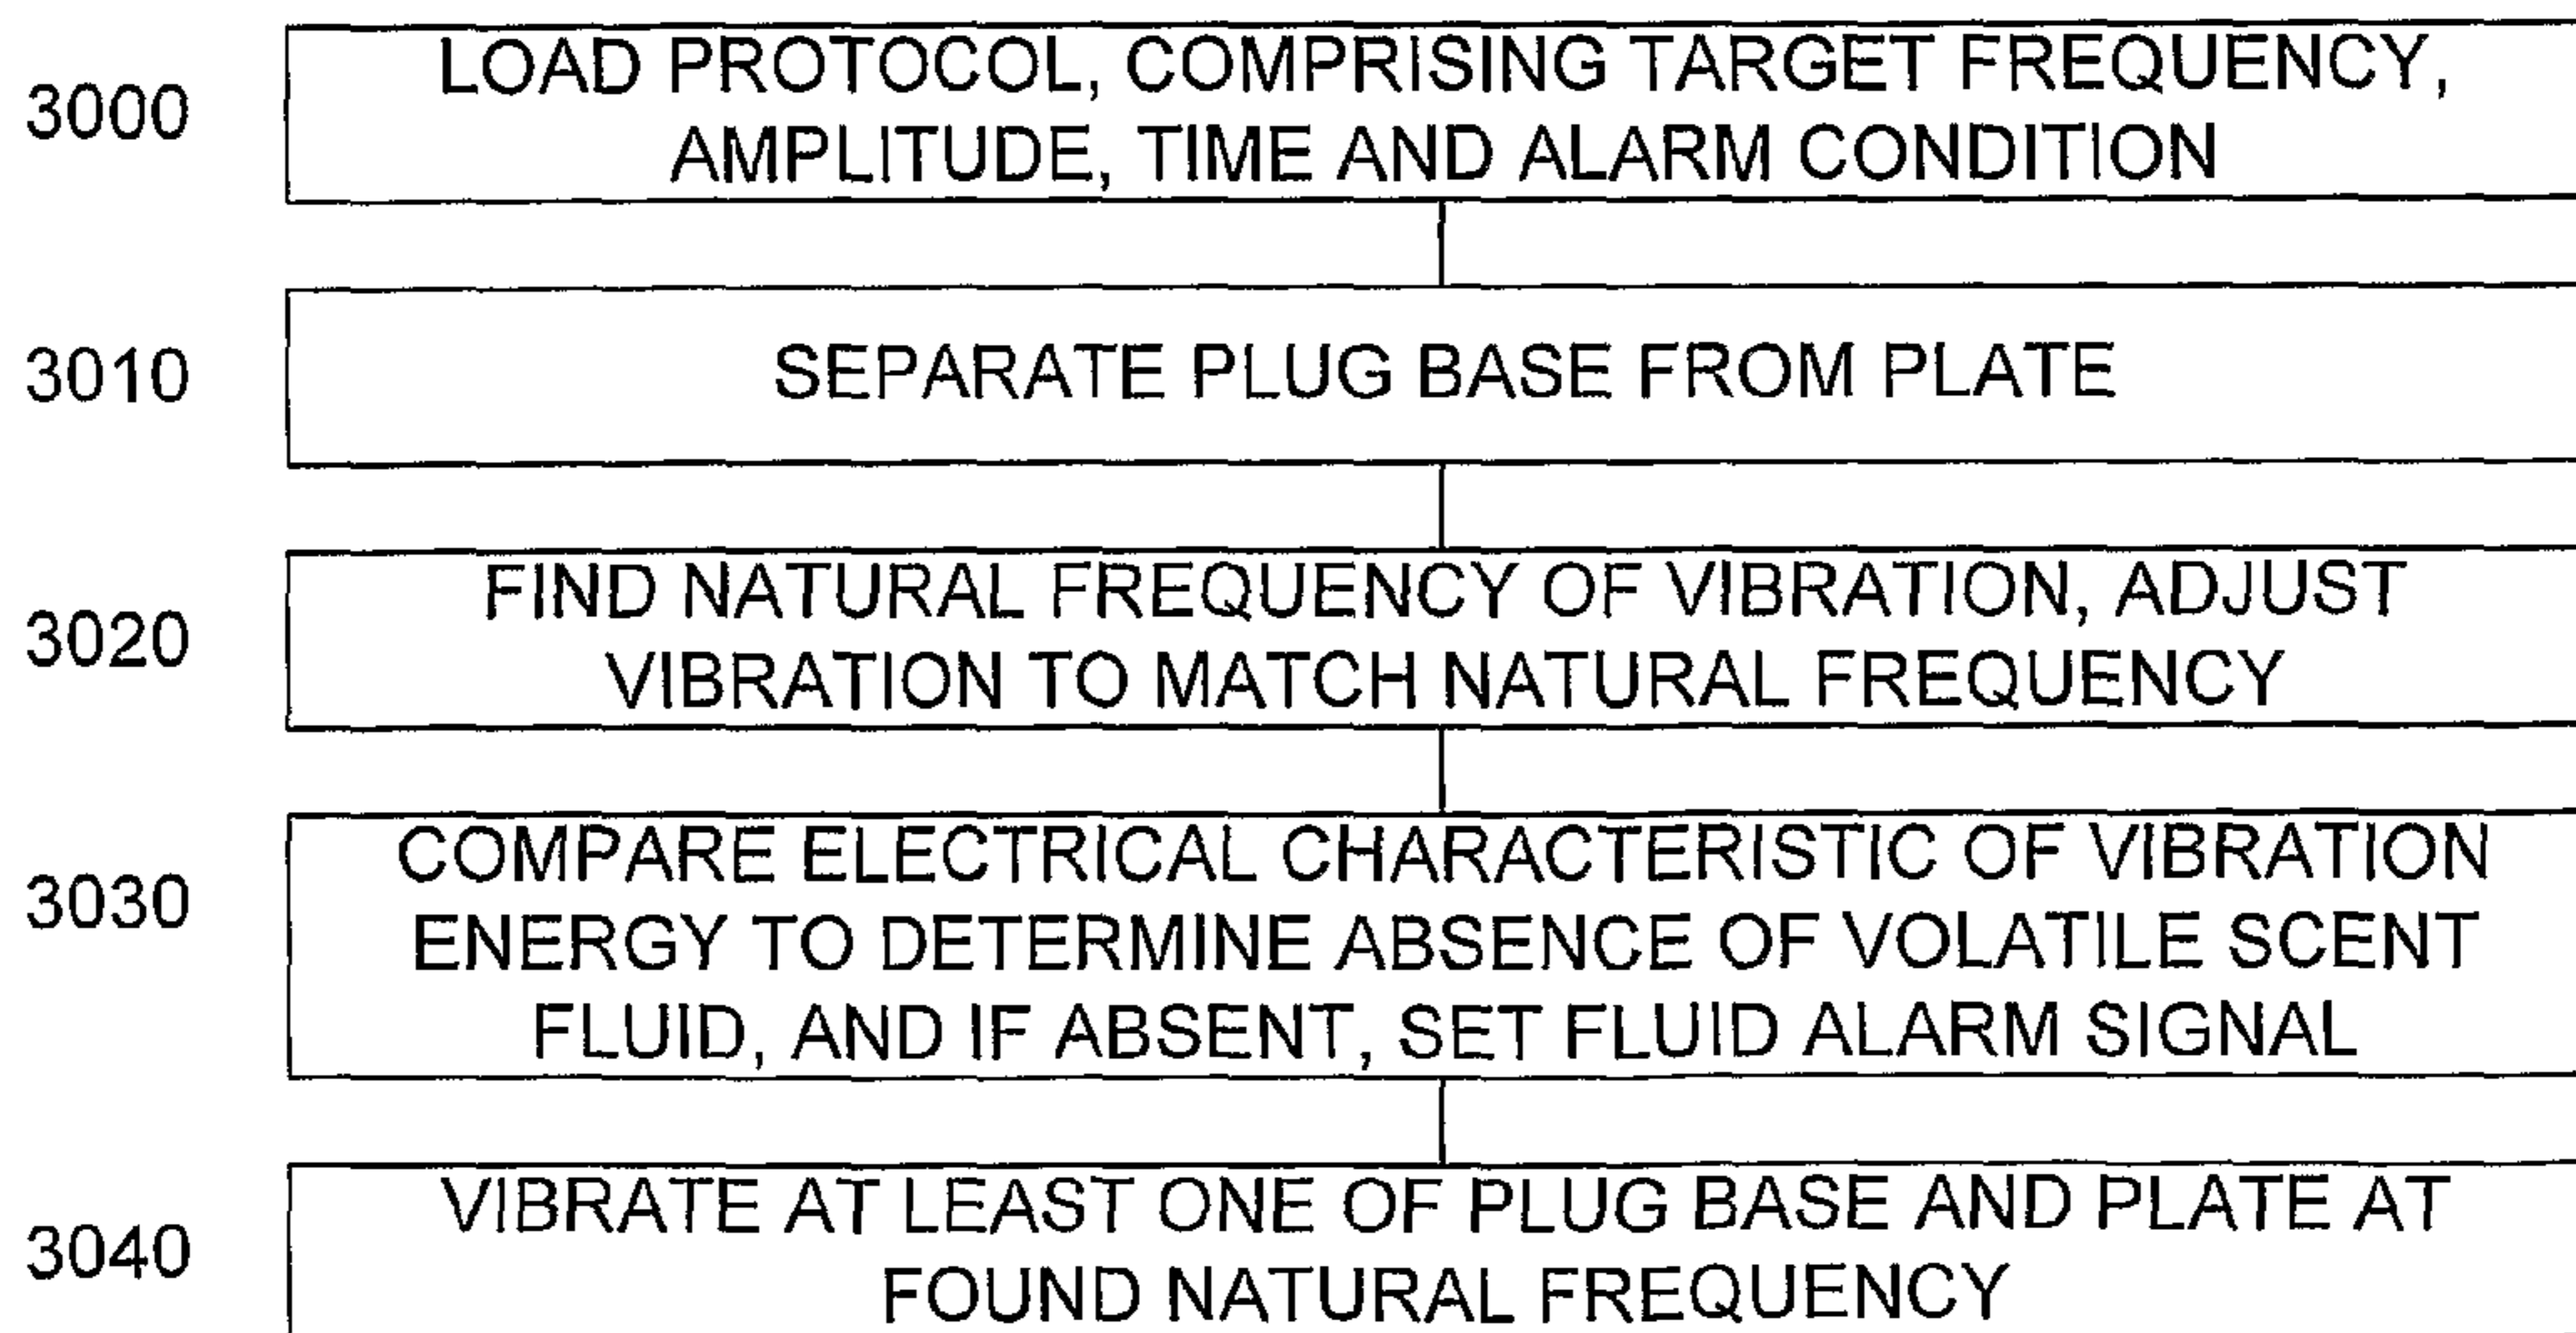 3000
LOAD PROTOCOL, COMPRISING TARGET FREQUENCY,
AMPLITUDE, TIME AND ALARM CONDITION
3010
SEPARATE PLUG BASE FROM PLATE
3020
FIND NATURAL FREQUENCY OF VIBRATION, ADJUST
VIBRATION TO MATCH NATURAL FREQUENCY
3030
COMPARE ELECTRICAL CHARACTERISTIC OF VIBRATION
ENERGY TO DETERMINE ABSENCE OF VOLATILE SCENT
FLUID, AND IF ABSENT, SET FLUID ALARM SIGNAL
3040
VIBRATE AT LEAST ONE OF PLUG BASE AND PLATE AT
FOUND NATURAL FREQUENCY